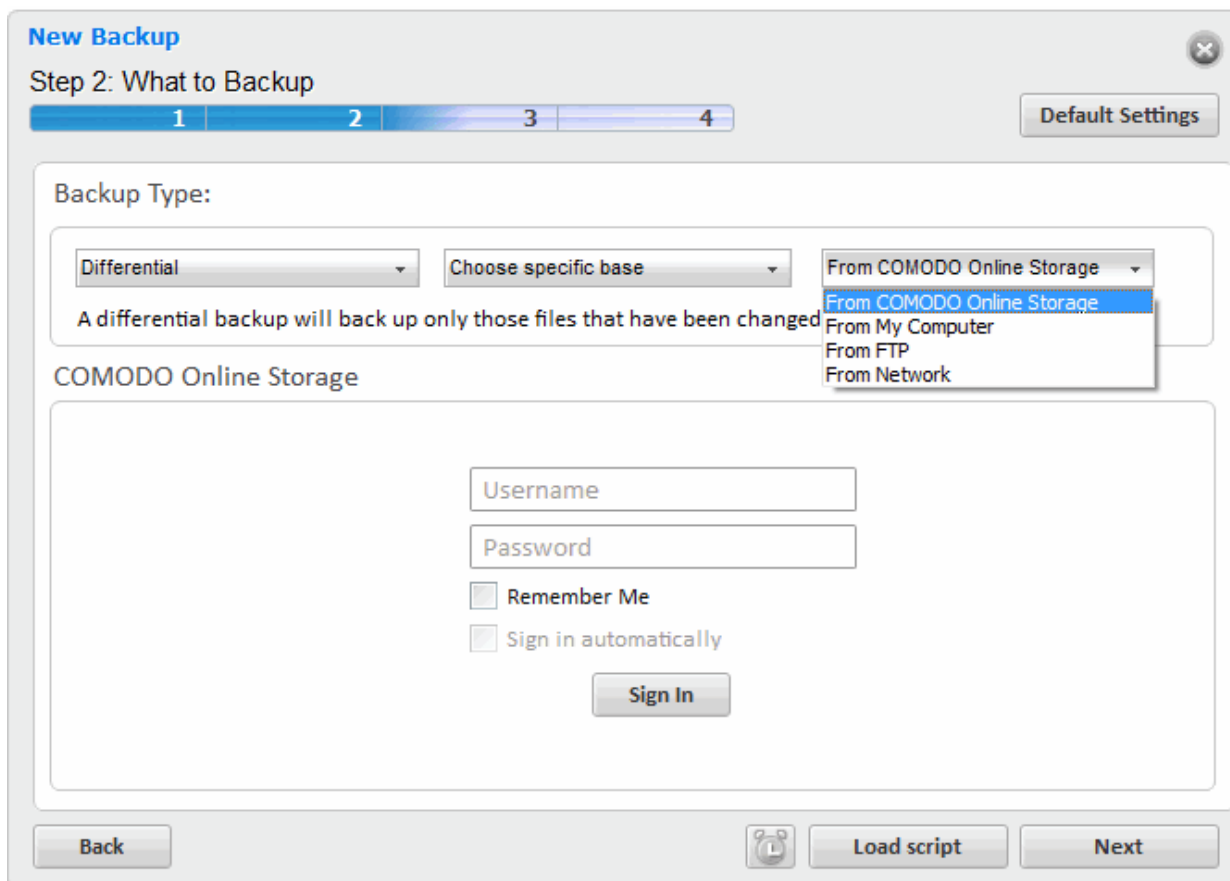 New Backup
Step 2: What to Backup
1 2 3 4
Default Settings
Backup Type:
Differential
Choose specific base
From COMODO Online Storage
From COMODO Online Storage
From My Computer
From FTP
From Network
A differential backup will back up only those files that have been changed
COMODO Online Storage
Username
Password
Remember Me
Sign in automatically
Sign In
Back
Load script
Next